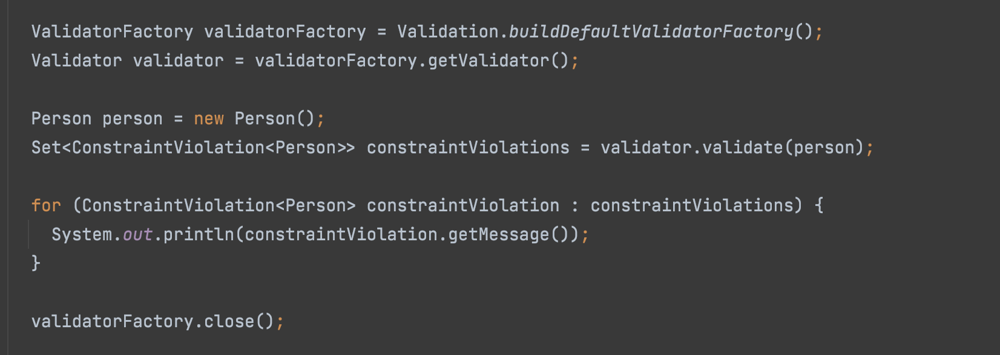 ValidatorFactory validatorFactory = Validation.buildDefaultValidatorFactory();
Validator validator = validatorFactory.getValidator();
Person person = new Person();
Set<ConstraintViolation<Person>> constraintViolations = validator.validate(person);
for (ConstraintViolation<Person> constraintViolation : constraintViolations) {
System.out.println(constraintViolation.getMessage());
}
validatorFactory.close();